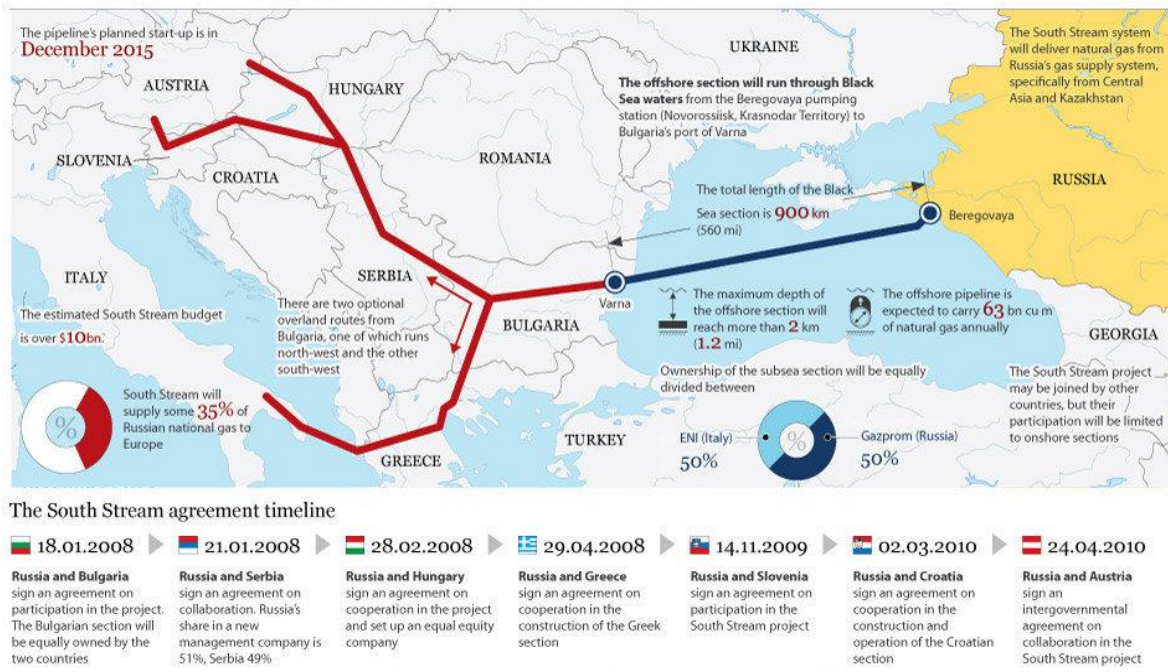 The pipeline's planned start-up is in
December 2015
AUSTRIA
HUNGARY
SLOVENIA
CROATIA
ROMANIA
UKRAINE
The offshore section will run through Black
Sea waters from the Beregovaya pumping
station (Novorossiisk, Krasnodar Territory) to
Bulgaria's port of Varna
The South Stream system
will deliver natural gas from
Russia's gas supply system,
specifically from Central
Asia and Kazakhstan
RUSSIA
The total length of the Black
Sea section is 900 km
(560 mi)
Beregovaya
ITALY
SERBIA
Varna
BULGARIA
GEORGIA
The estimated South Stream budget
is over $10bn.
There are two optional
overland routes from
Bulgaria, one of which runs
north-west and the other
south-west
The maximum depth of
the offshore section will
reach more than 2 km
(1.2 mi)
The offshore pipeline is
expected to carry 63 bn cu m
of natural gas annually
South Stream will
supply some 35% of
Russian national gas to
Europe
%
GREECE
TURKEY
Ownership of the subsea section will be equally
divided between
ENI (Italy)
50%
%
Gazprom (Russia)
50%
The South Stream project
may be joined by other
countries, but their
participation will be limited
to onshore sections
The South Stream agreement timeline
18.01.2008
Russia and Bulgaria
sign an agreement on
participation in the project.
The Bulgarian section will
be equally owned by the
two countries
21.01.2008
Russia and Serbia
sign an agreement on
collaboration. Russia's
share in a new
management company is
51%, Serbia 49%
28.02.2008
Russia and Hungary
sign an agreement on
cooperation in the project
and set up an equal equity
company
29.04.2008
Russia and Greece
sign an agreement on
cooperation in the
construction of the Greek
section
14.11.2009
Russia and Slovenia
sign an agreement on
participation in the
South Stream project
02.03.2010
Russia and Croatia
sign an agreement on
cooperation in the
construction and
operation of the Croatian
section
24.04.2010
Russia and Austria
sign an
intergovernmental
agreement on
collaboration in the
South Stream project